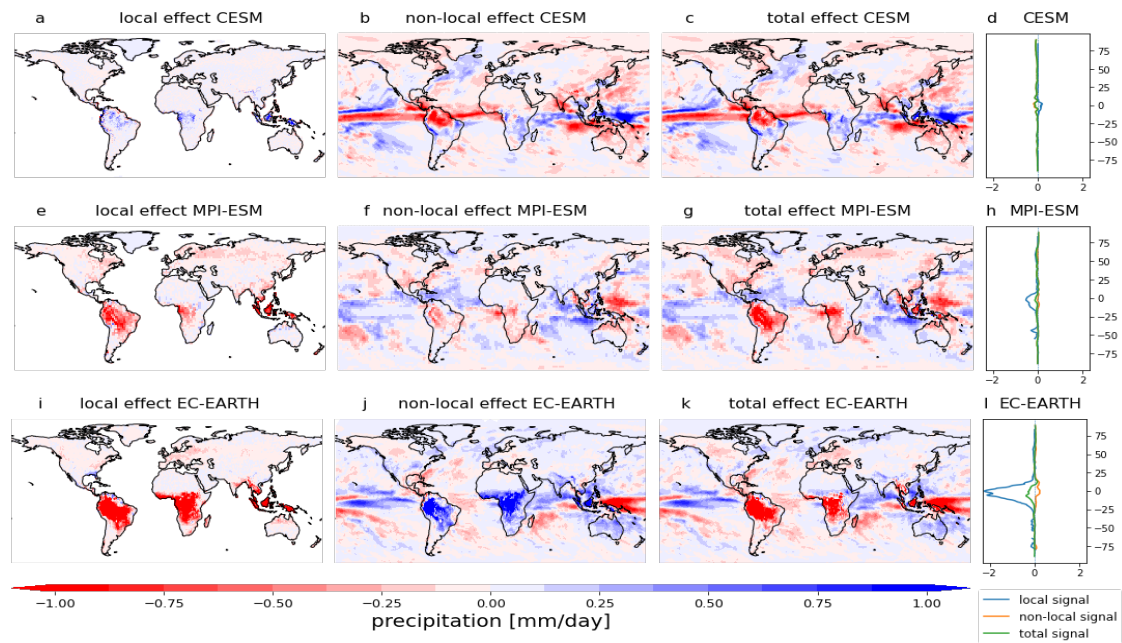 a local effect CESM
b non-local effect CESM
c total effect CESM
d CESM
75
50
25
0
−25
−50
−75
−2 0 2
e local effect MPI-ESM
f non-local effect MPI-ESM
g total effect MPI-ESM
h MPI-ESM
75
50
25
0
−25
−50
−75
−2 0 2
i local effect EC-EARTH
j non-local effect EC-EARTH
k total effect EC-EARTH
l EC-EARTH
75
50
25
0
−25
−50
−75
−2 0 2
−1.00 −0.75 −0.50 −0.25 0.00 0.25 0.50 0.75 1.00
precipitation [mm/day]
local signal
non-local signal
total signal